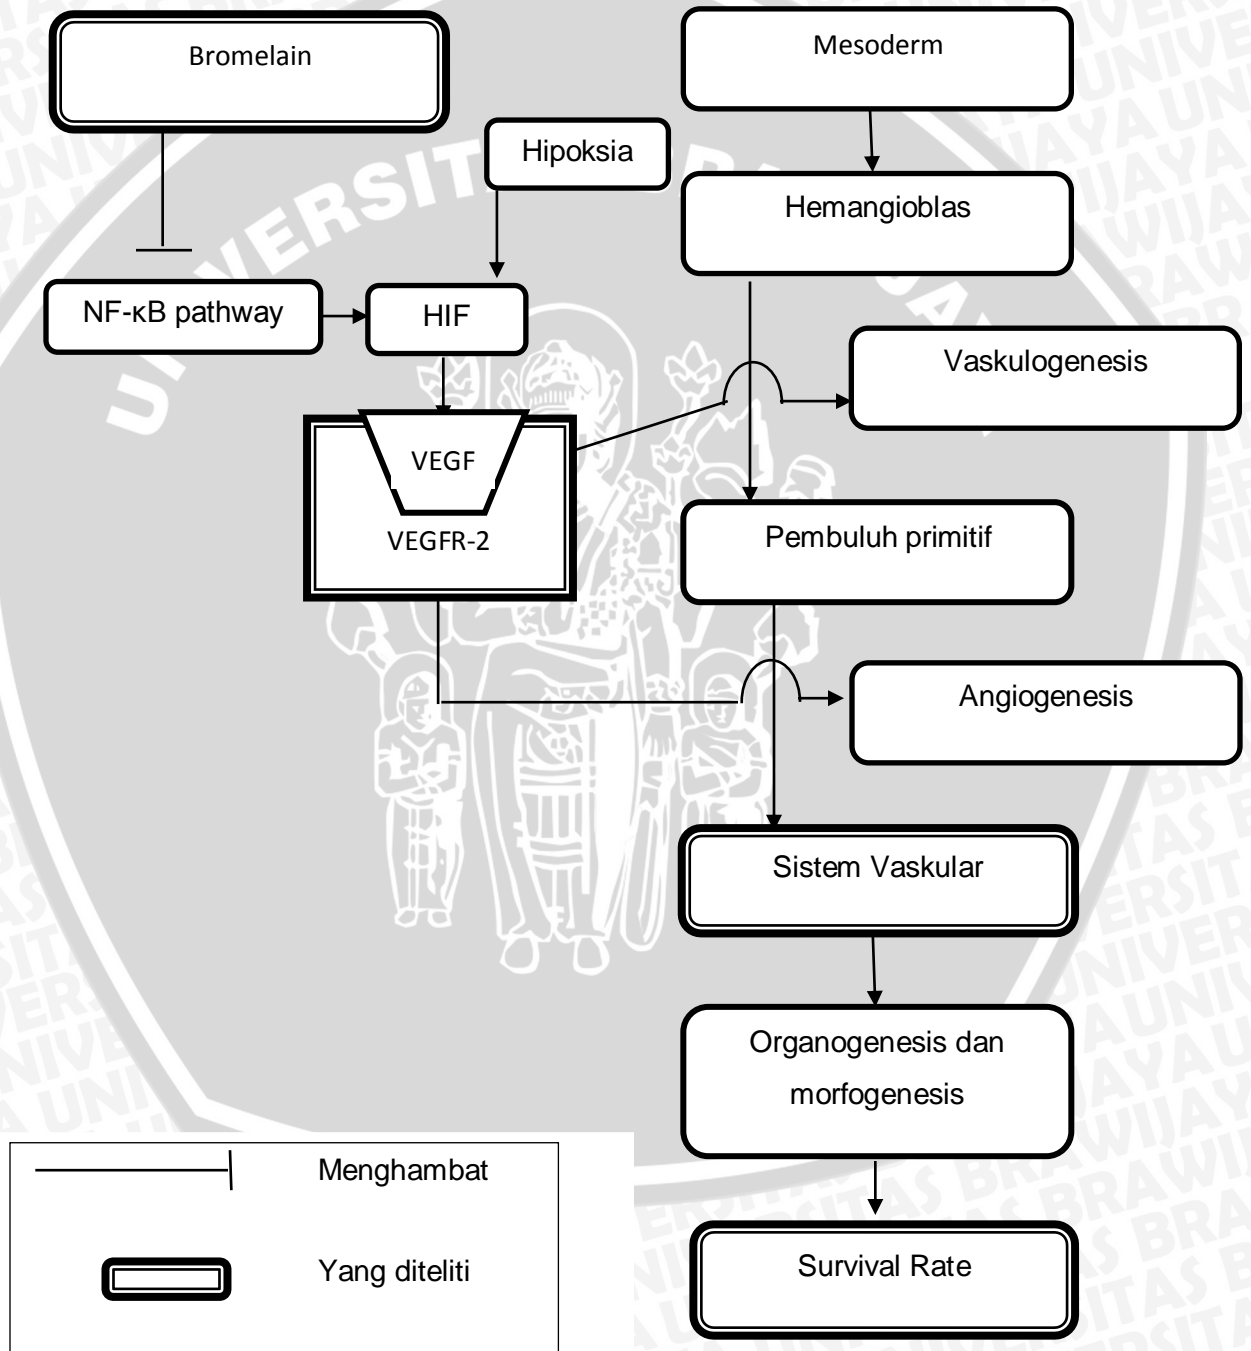 Bromelain
Mesoderm
Hipoksia
Hemangioblas
NF-κB pathway
HIF
Vaskulogenesis
VEGF
VEGFR-2
Pembuluh primitif
Angiogenesis
Sistem Vaskular
Organogenesis dan
morfogenesis
Menghambat
Yang diteliti
Survival Rate